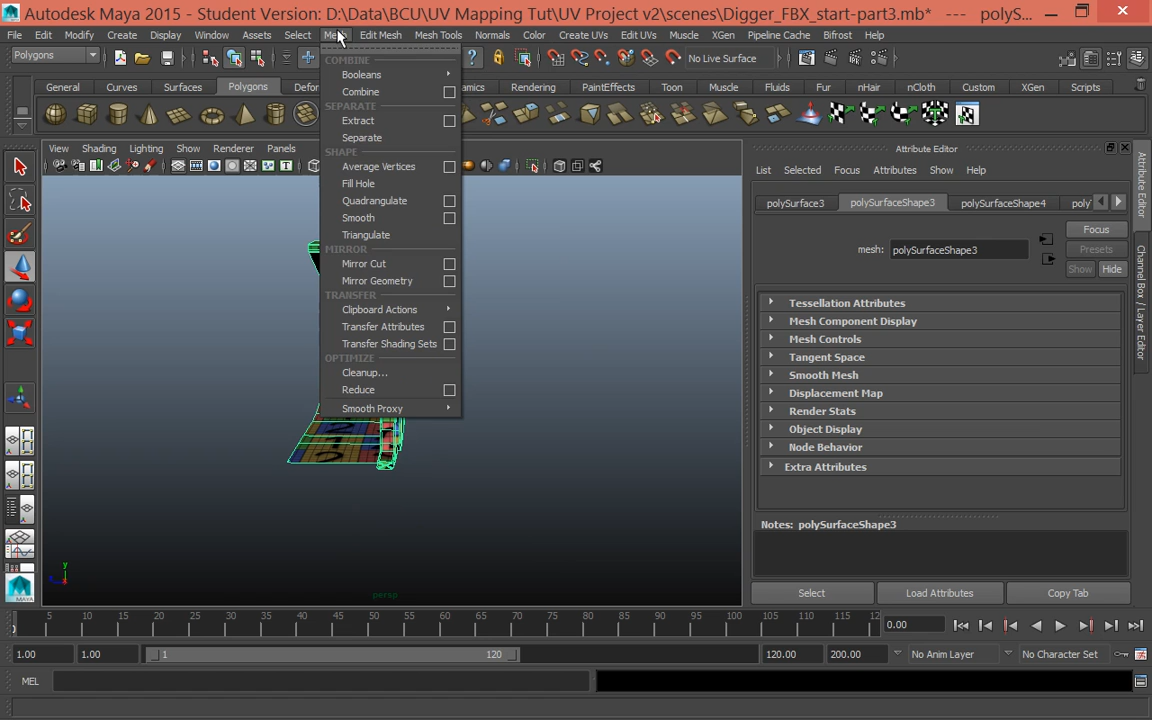 Autodesk Maya 2015 - Student Version: D:\Data\BCU\UV Mapping Tut\UV Project v2\scenes\Digger_FBX_start-part3.mb* --- polyS...
File Edit Modify Create Display Window Assets Select Mesh Edit Mesh Mesh Tools Normals Color Create UVs Edit UVs Muscle XGen Pipeline Cache Bifrost Help
Polygons No Live Surface
General Curves Surfaces Polygons Rendering PaintEffects Toon Muscle Fluids Fur nHair nCloth Custom XGen Scripts
View Shading Lighting Show Renderer Panels
COMBINE
Booleans
Combine
SEPARATE
Extract
Separate
SHAPE
Average Vertices
Fill Hole
Quadrangulate
Smooth
Triangulate
MIRROR
Mirror Cut
Mirror Geometry
TRANSFER
Clipboard Actions
Transfer Attributes
Transfer Shading Sets
OPTIMIZE
Cleanup...
Reduce
Smooth Proxy
persp
y
Attribute Editor
List Selected Focus Attributes Show Help
polySurface3 polySurfaceShape3 polySurfaceShape4 poly
Focus
Presets
Show Hide
mesh: polySurfaceShape3
Tessellation Attributes
Mesh Component Display
Mesh Controls
Tangent Space
Smooth Mesh
Displacement Map
Render Stats
Object Display
Node Behavior
Extra Attributes
Notes: polySurfaceShape3
Select Load Attributes Copy Tab
Attribute Editor
Channel Box / Layer Editor
5 10 15 20 25 30 35 40 45 50 55 60 65 70 75 80 85 90 95 100 105 110 115 12 0.00
1.00 1.00 1 120 120.00 200.00 No Anim Layer No Character Set
MEL